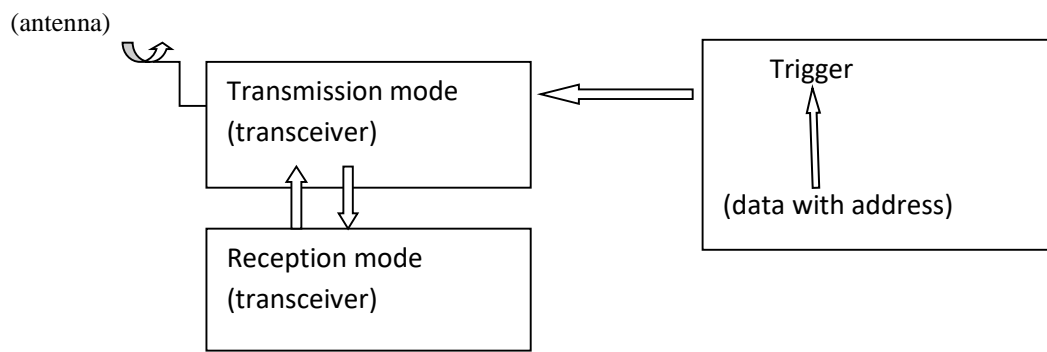 (antenna)
Transmission mode
(transceiver)
Trigger
(data with address)
Reception mode
(transceiver)